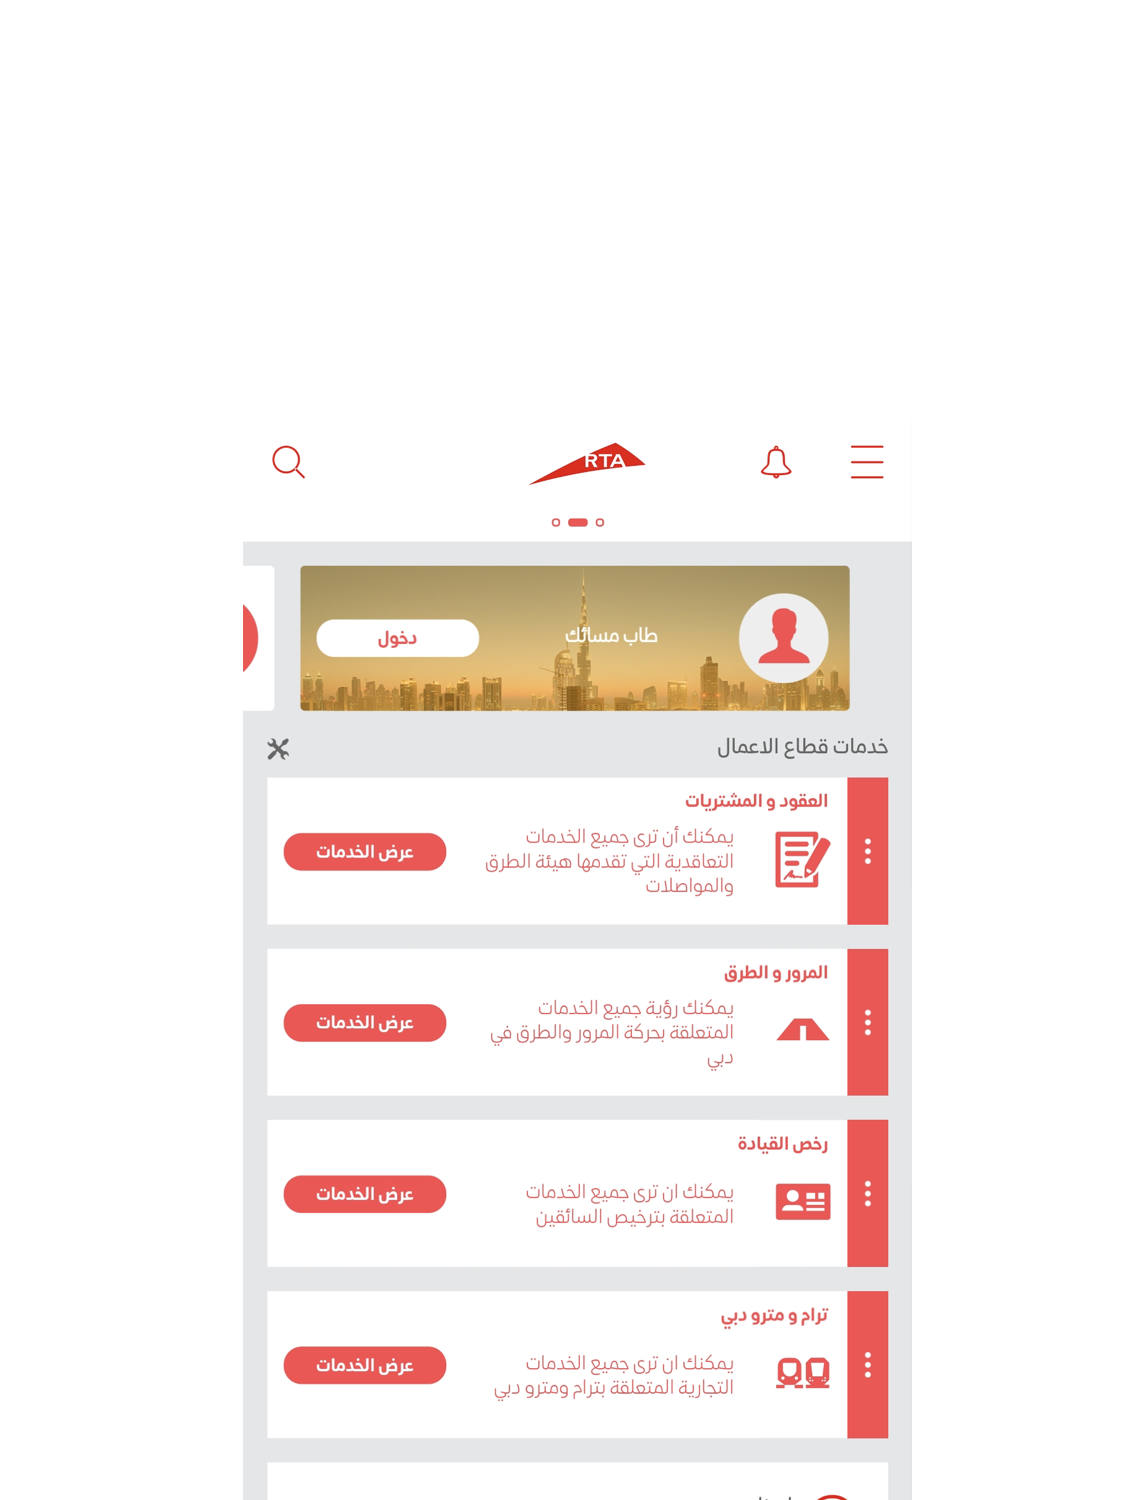 RTA
طاب مسائك
دخول
خدمات قطاع الاعمال
العقود و المشتريات
يمكنك أن ترى جميع الخدمات
التعاقدية التي تقدمها هيئة الطرق
والمواصلات
عرض الخدمات
المرور و الطرق
يمكنك رؤية جميع الخدمات
المتعلقة بحركة المرور والطرق في
دبي
عرض الخدمات
رخص القيادة
يمكنك ان ترى جميع الخدمات
المتعلقة بترخيص السائقين
عرض الخدمات
ترام و مترو دبي
يمكنك ان ترى جميع الخدمات
التجارية المتعلقة بترام ومترو دبي
عرض الخدمات